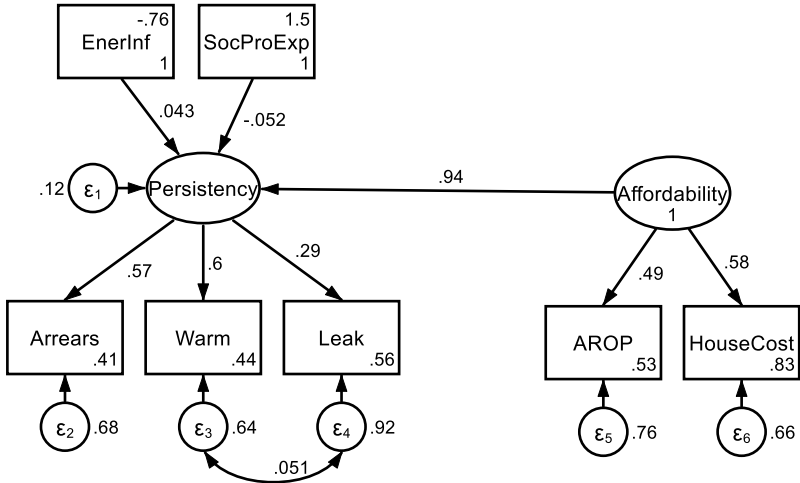 -.76
EnerInf
1
1.5
SocProExp
1
.043
-.052
.12
ε1
Persistency
.94
Affordability
1
.57
.6
.29
.49
.58
Arrears
.41
Warm
.44
Leak
.56
AROP
.53
HouseCost
.83
ε2
.68
ε3
.64
ε4
.92
ε5
.76
ε6
.66
.051